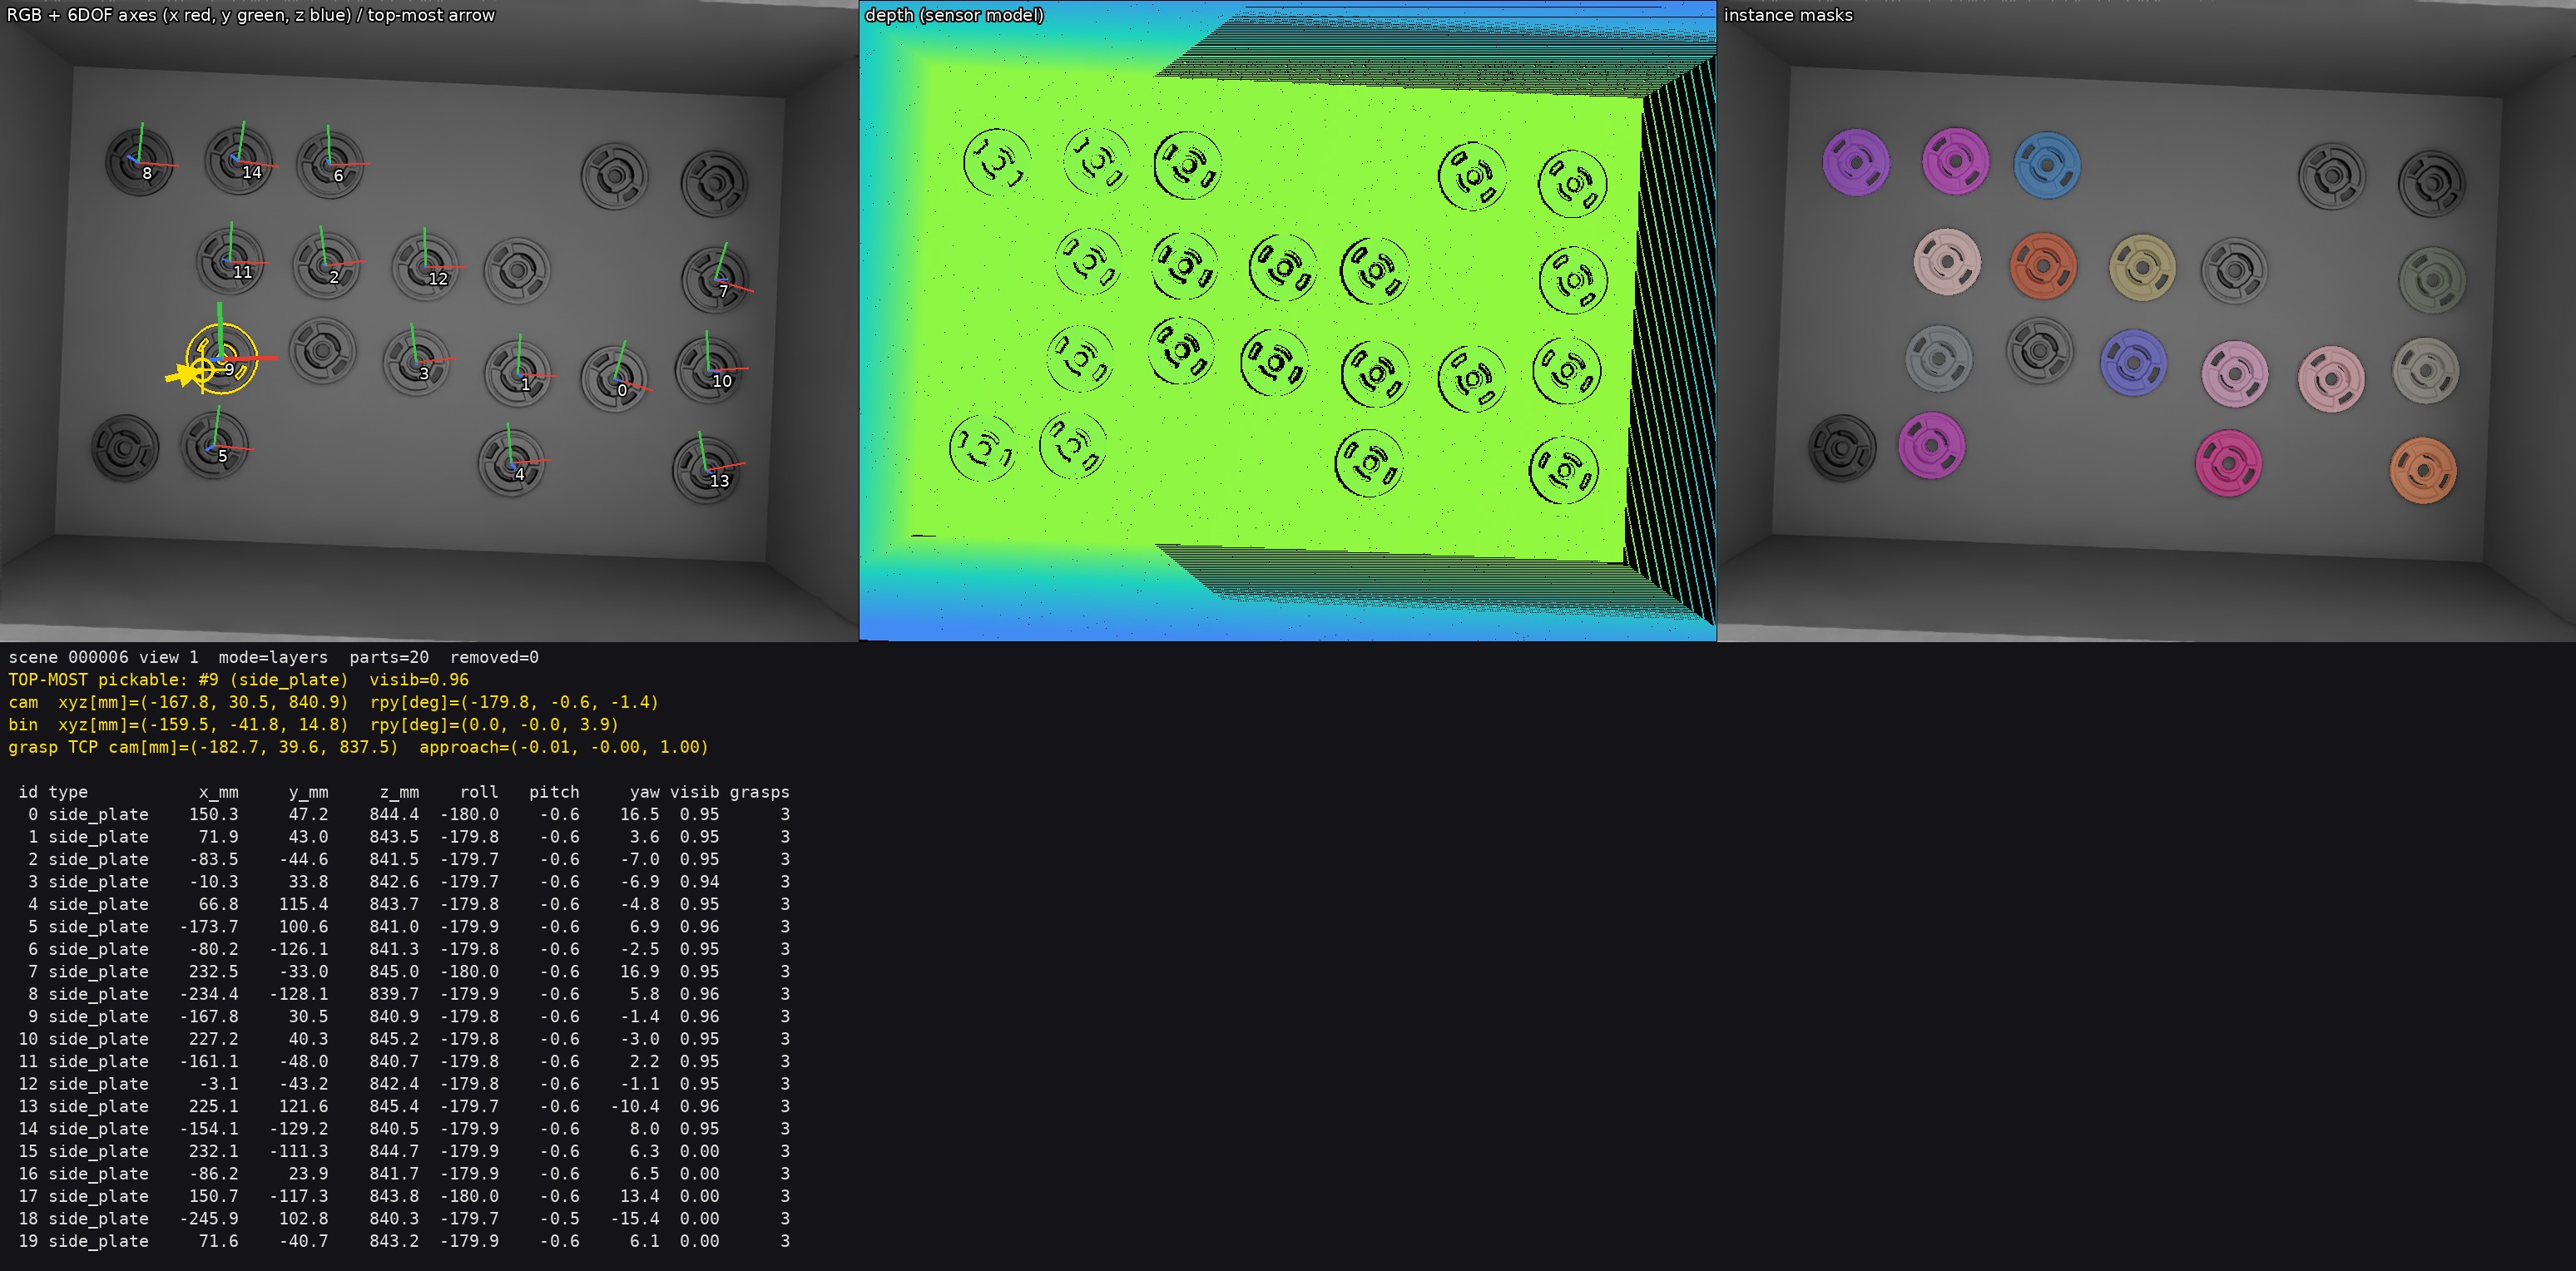 RGB + 6DOF axes (x red, y green, z blue) / top-most arrow
depth (sensor model)
instance masks
8
14
6
11
2
12
7
9
3
1
0
10
5
4
13
scene 000006 view 1  mode=layers  parts=20  removed=0
TOP-MOST pickable: #9 (side_plate)  visib=0.96
cam  xyz[mm]=(-167.8, 30.5, 840.9)  rpy[deg]=(-179.8, -0.6, -1.4)
bin  xyz[mm]=(-159.5, -41.8, 14.8)  rpy[deg]=(0.0, -0.0, 3.9)
grasp TCP cam[mm]=(-182.7, 39.6, 837.5)  approach=(-0.01, -0.00, 1.00)
id type x_mm y_mm z_mm roll pitch yaw visib grasps
0 side_plate 150.3 47.2 844.4 -180.0 -0.6 16.5 0.95 3
1 side_plate 71.9 43.0 843.5 -179.8 -0.6 3.6 0.95 3
2 side_plate -83.5 -44.6 841.5 -179.7 -0.6 -7.0 0.95 3
3 side_plate -10.3 33.8 842.6 -179.7 -0.6 -6.9 0.94 3
4 side_plate 66.8 115.4 843.7 -179.8 -0.6 -4.8 0.95 3
5 side_plate -173.7 100.6 841.0 -179.9 -0.6 6.9 0.96 3
6 side_plate -80.2 -126.1 841.3 -179.8 -0.6 -2.5 0.95 3
7 side_plate 232.5 -33.0 845.0 -180.0 -0.6 16.9 0.95 3
8 side_plate -234.4 -128.1 839.7 -179.9 -0.6 5.8 0.96 3
9 side_plate -167.8 30.5 840.9 -179.8 -0.6 -1.4 0.96 3
10 side_plate 227.2 40.3 845.2 -179.8 -0.6 -3.0 0.95 3
11 side_plate -161.1 -48.0 840.7 -179.8 -0.6 2.2 0.95 3
12 side_plate -3.1 -43.2 842.4 -179.8 -0.6 -1.1 0.95 3
13 side_plate 225.1 121.6 845.4 -179.7 -0.6 -10.4 0.96 3
14 side_plate -154.1 -129.2 840.5 -179.9 -0.6 8.0 0.95 3
15 side_plate 232.1 -111.3 844.7 -179.9 -0.6 6.3 0.00 3
16 side_plate -86.2 23.9 841.7 -179.9 -0.6 6.5 0.00 3
17 side_plate 150.7 -117.3 843.8 -180.0 -0.6 13.4 0.00 3
18 side_plate -245.9 102.8 840.3 -179.7 -0.5 -15.4 0.00 3
19 side_plate 71.6 -40.7 843.2 -179.9 -0.6 6.1 0.00 3